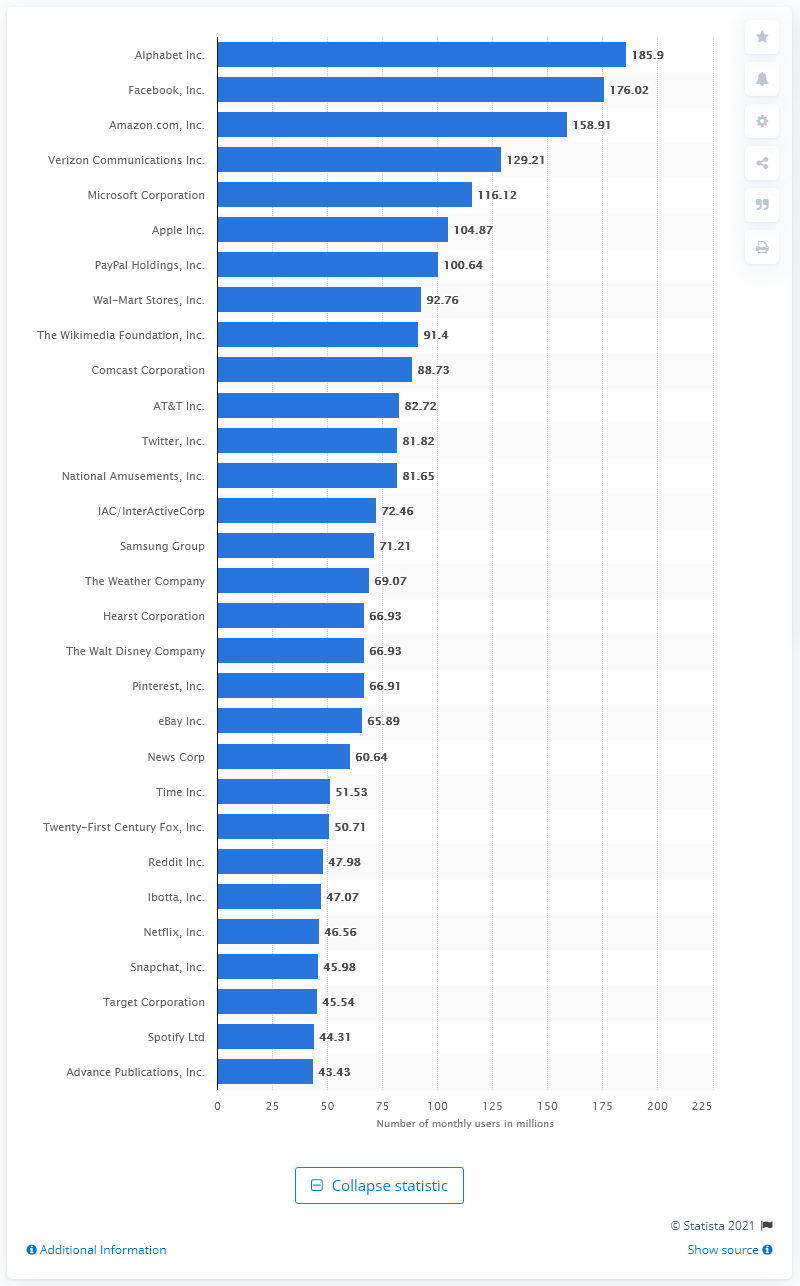 Alphabet Inc. 185.9
Facebook, Inc. 176.02
Amazon.com, Inc. 158.91
Verizon Communications Inc. 129.21
Microsoft Corporation 116.12
Apple Inc. 104.87
PayPal Holdings, Inc. 100.64
Wal-Mart Stores, Inc. 92.76
The Wikimedia Foundation, Inc. 91.4
Comcast Corporation 88.73
AT&T Inc. 82.72
Twitter, Inc. 81.82
National Amusements, Inc. 81.65
IAC/InterActiveCorp 72.46
Samsung Group 71.21
The Weather Company 69.07
Hearst Corporation 66.93
The Walt Disney Company 66.93
Pinterest, Inc. 66.91
eBay Inc. 65.89
News Corp 60.64
Time Inc. 51.53
Twenty-First Century Fox, Inc. 50.71
Reddit Inc. 47.98
Ibotta, Inc. 47.07
Netflix, Inc. 46.56
Snapchat, Inc. 45.98
Target Corporation 45.54
Spotify Ltd 44.31
Advance Publications, Inc. 43.43
0 25 50 75 100 125 150 175 200 225
Number of monthly users in millions
Collapse statistic
© Statista 2021
Additional Information Show source